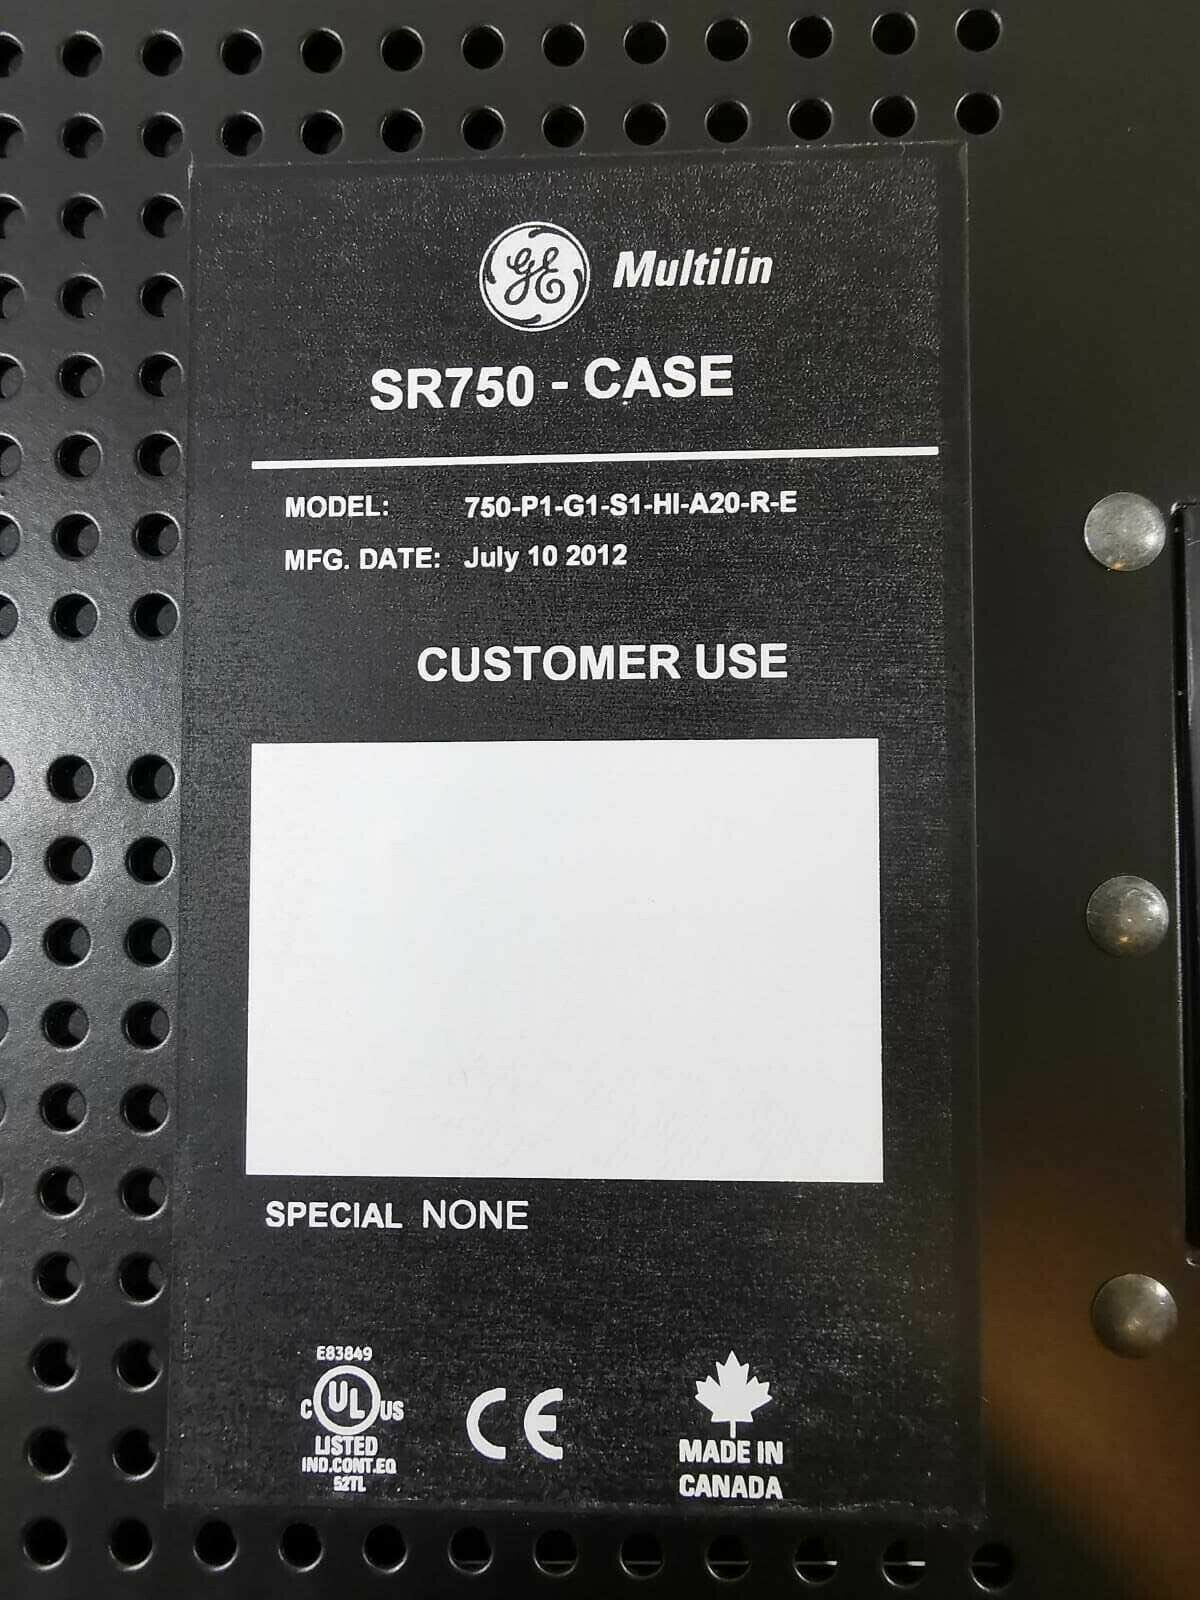 GE Multilin
SR750 - CASE
MODEL: 750-P1-G1-S1-HI-A20-R-E
MFG. DATE: July 10 2012
CUSTOMER USE
SPECIAL NONE
E83849
C UL US
LISTED
IND.CONT.EQ
52TL
CE
MADE IN
CANADA